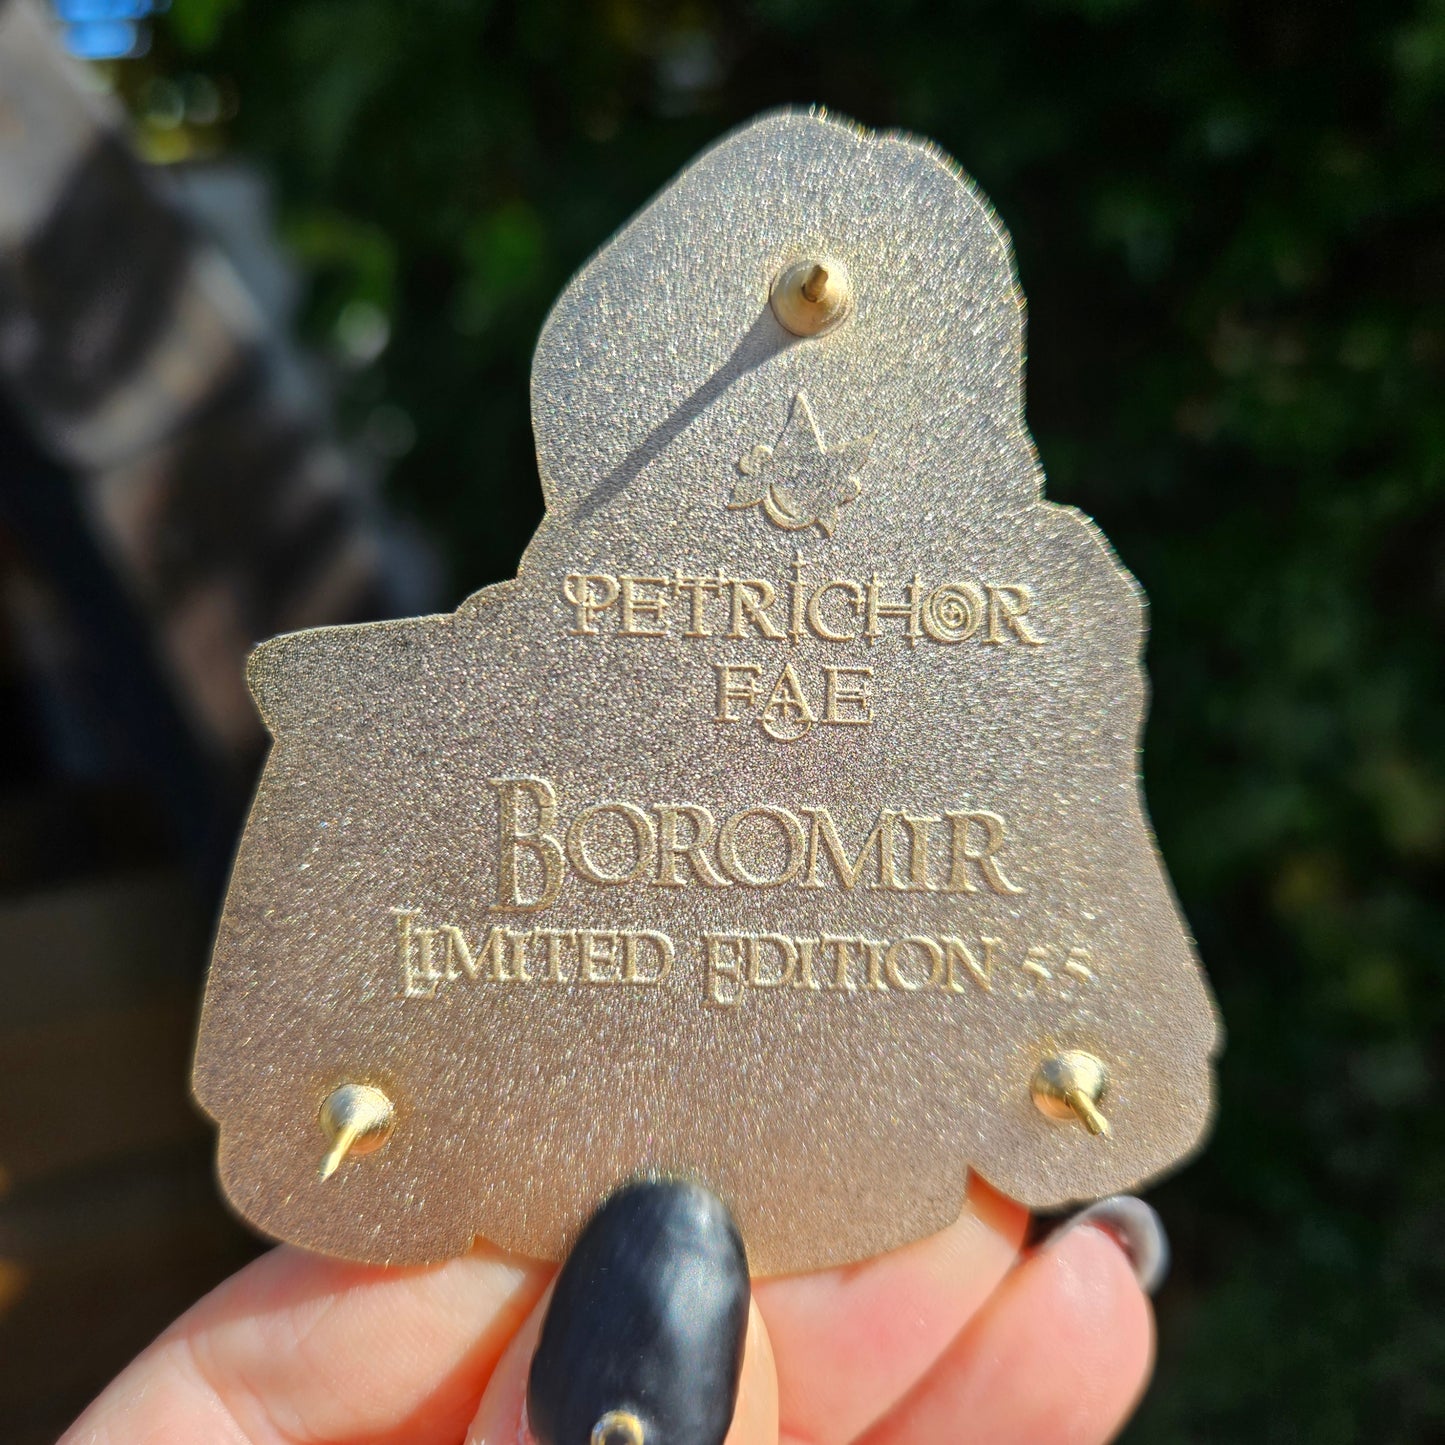 PETRICHOR
FAE
BOROMIR
LIMITED EDITION 55